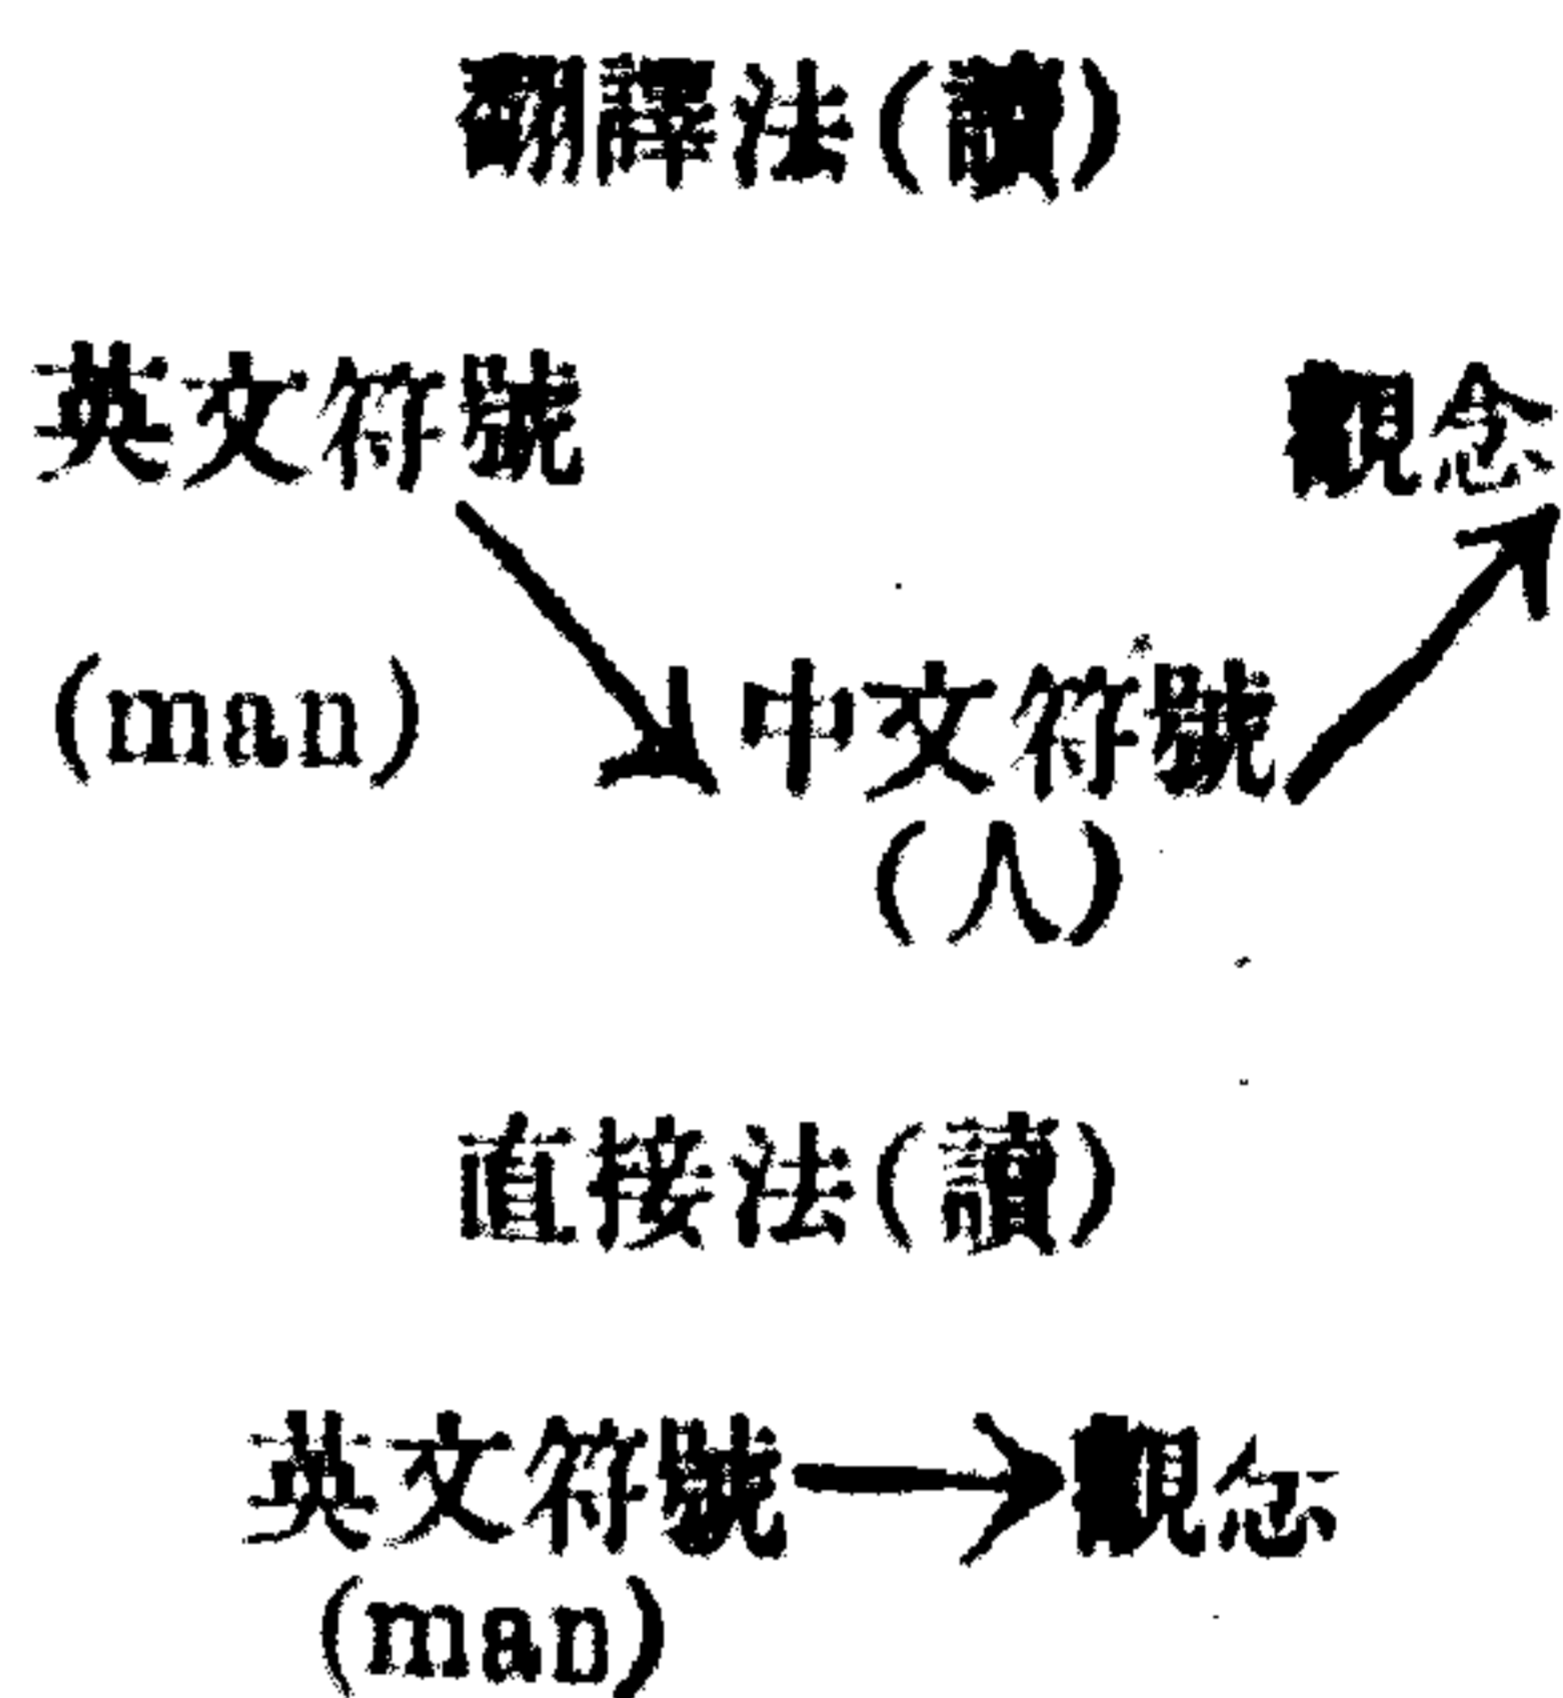 翻譯法(讀)
英文符號
觀念
(man)
中文符號
(人)
直接法(讀)
英文符號
觀念
(man)